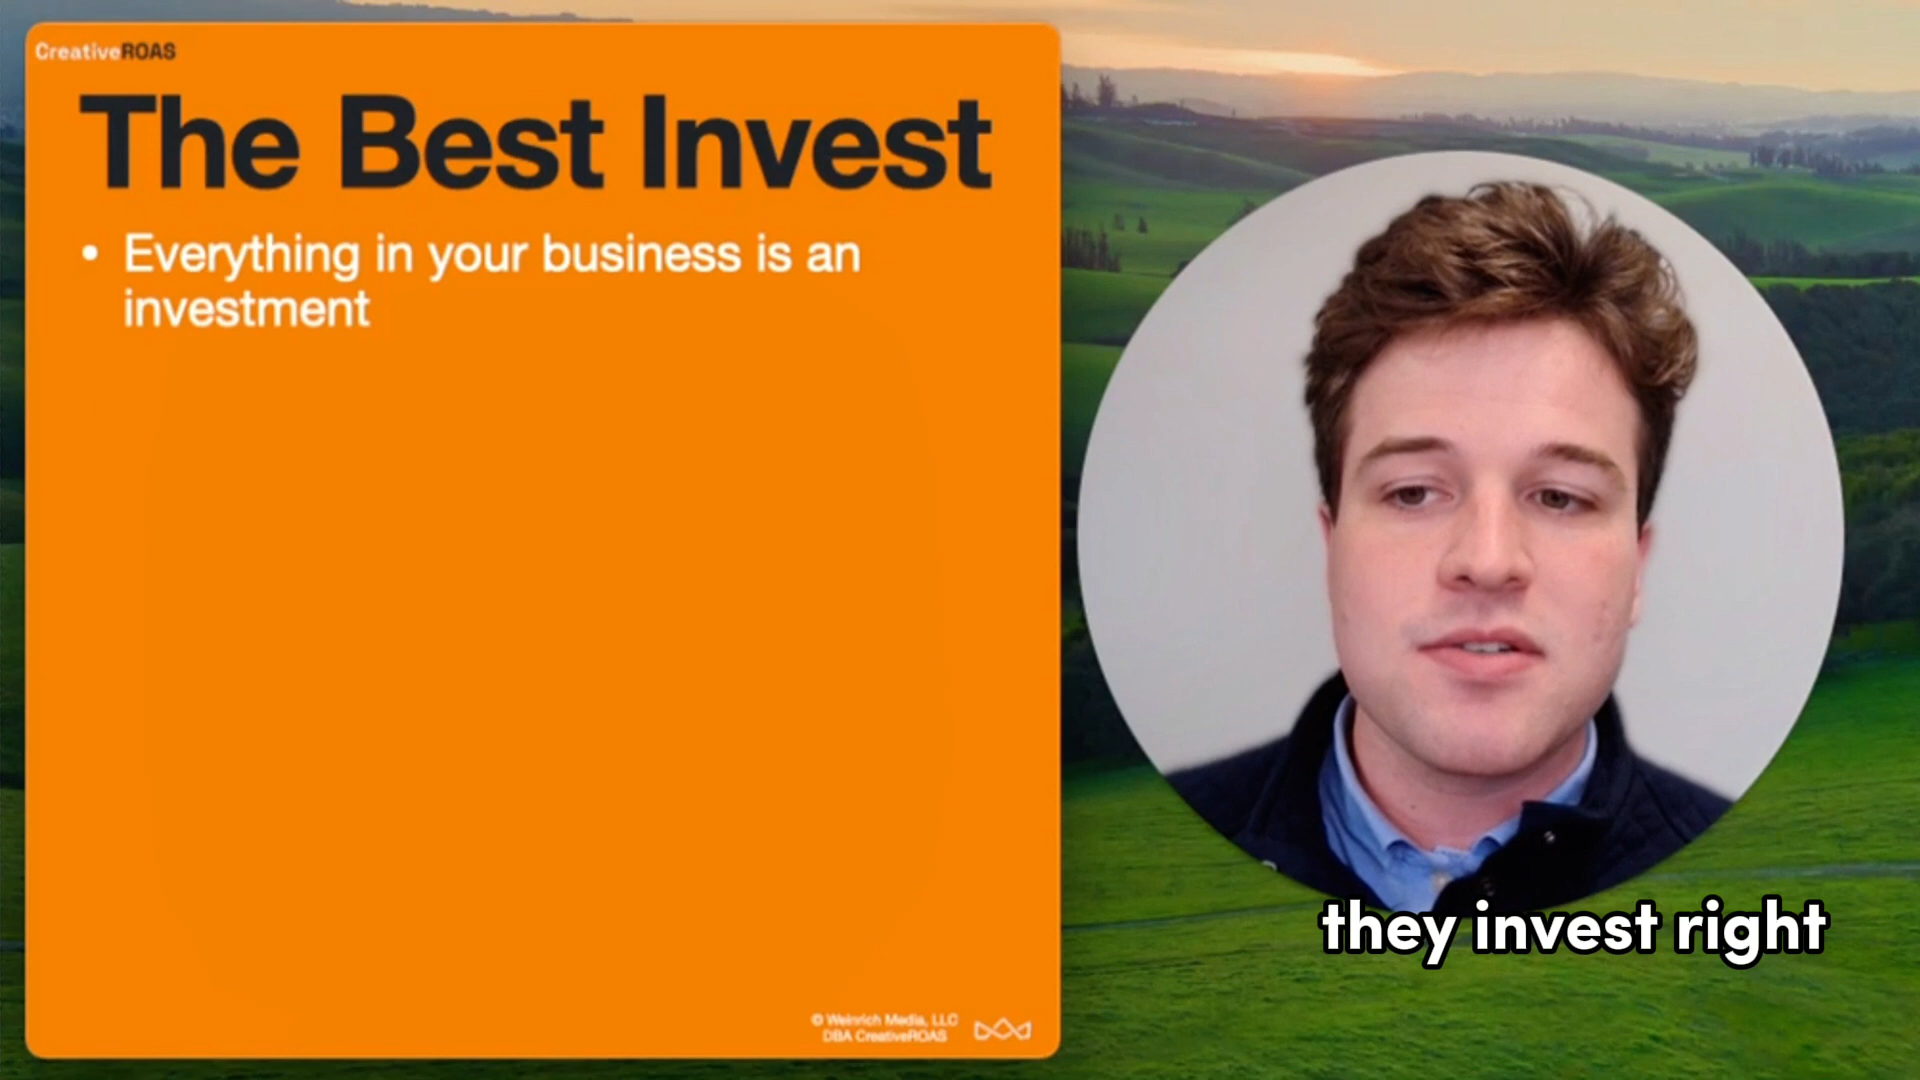 CreativeROAS
The Best Invest
• Everything in your business is an
investment
they invest right
© Weinrich Media, LLC
DBA CreativeROAS